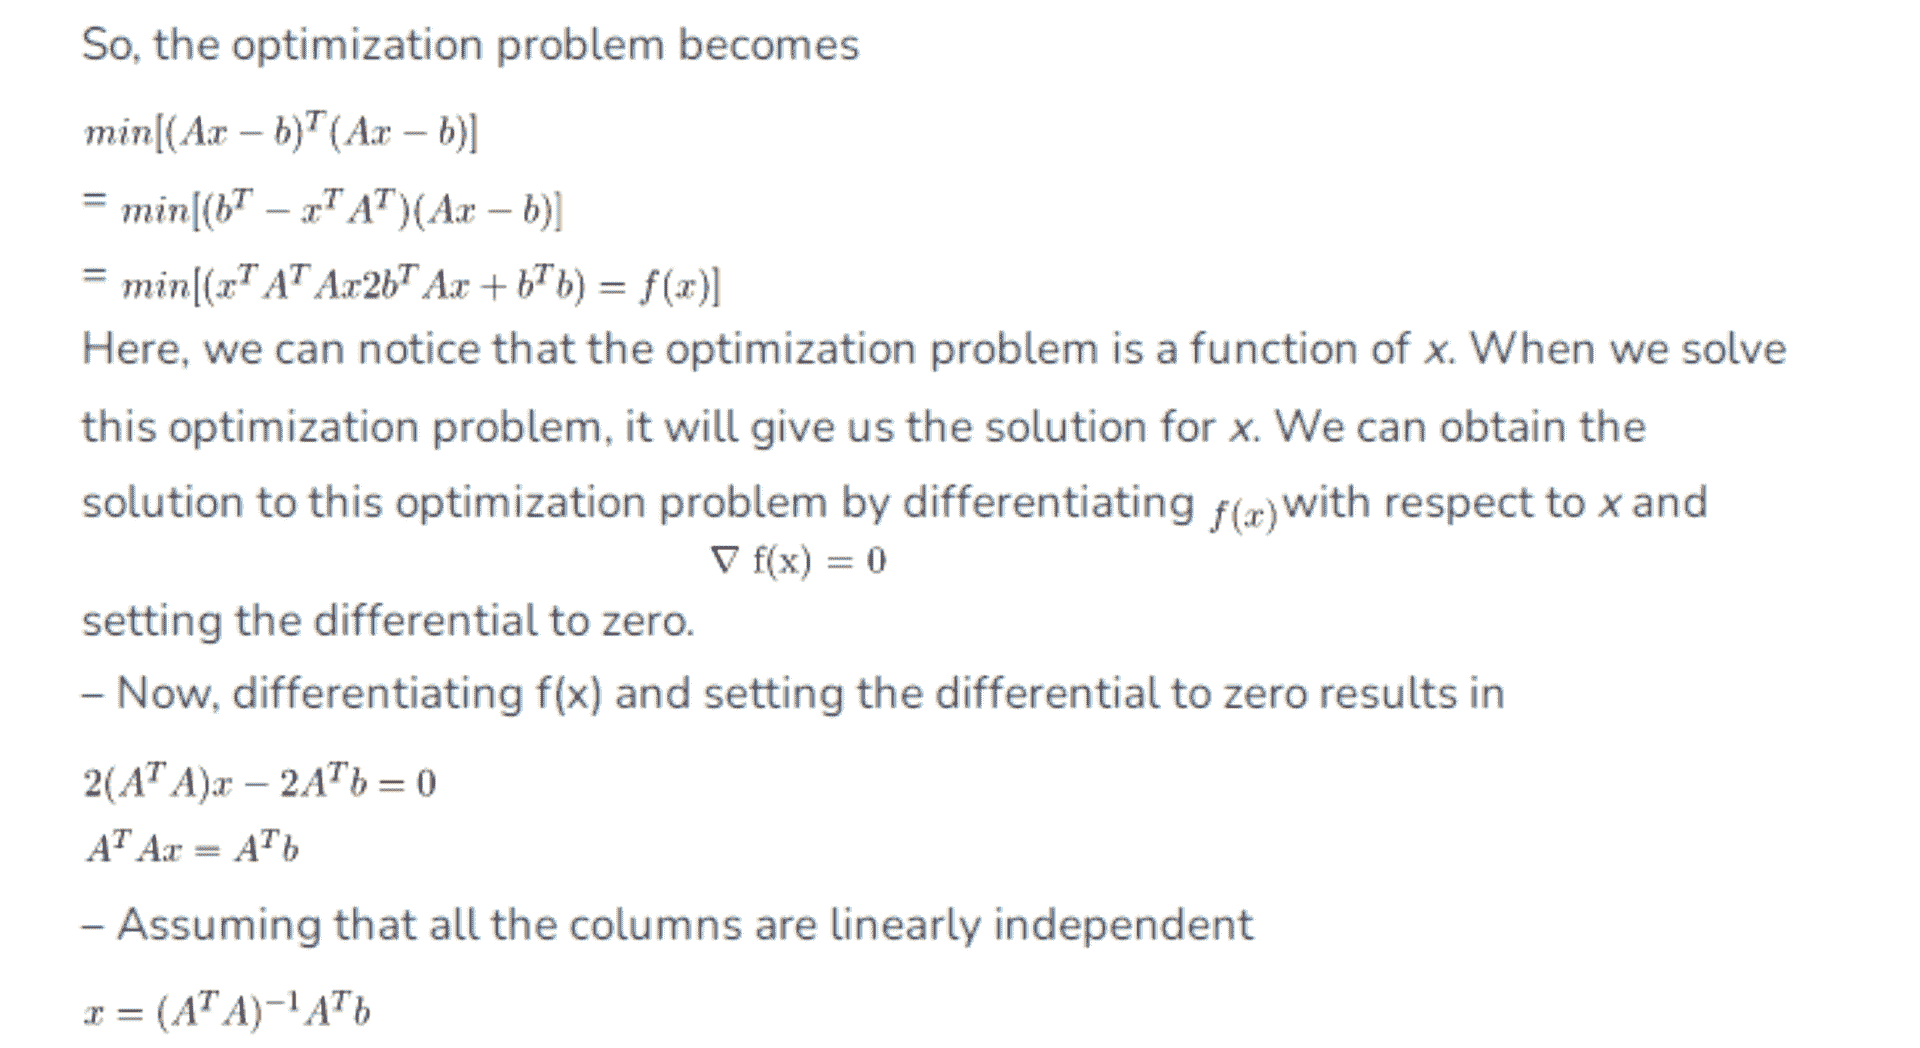 So, the optimization problem becomes
min[(Ax − b)^T(Ax − b)]
= min[(b^T − x^T A^T)(Ax − b)]
= min[(x^T A^T Ax2b^T Ax + b^T b) = f(x)]
Here, we can notice that the optimization problem is a function of x. When we solve
this optimization problem, it will give us the solution for x. We can obtain the
solution to this optimization problem by differentiating f(x) with respect to x and
∇ f(x) = 0
setting the differential to zero.
– Now, differentiating f(x) and setting the differential to zero results in
2(A^T A)x − 2A^T b = 0
A^T Ax = A^T b
– Assuming that all the columns are linearly independent
x = (A^T A)^−1 A^T b